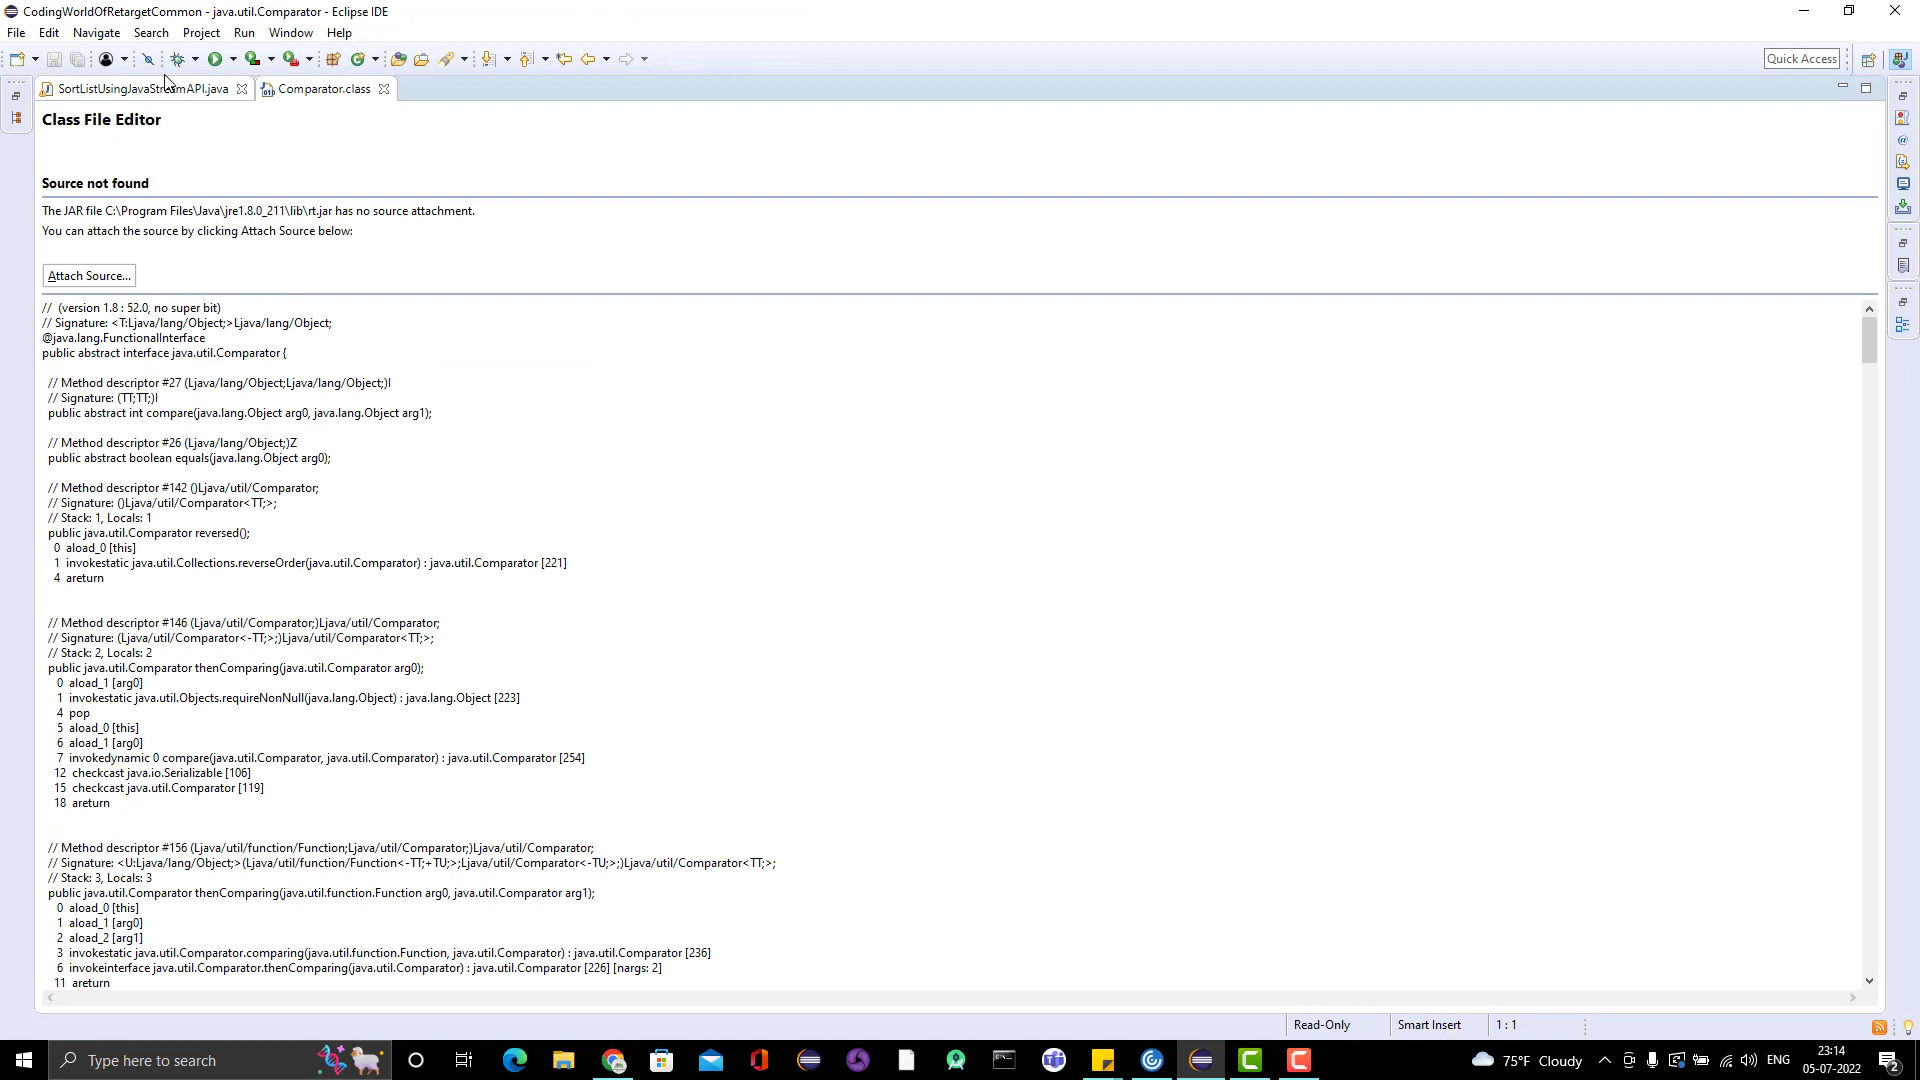 CodingWorldOfRetargetCommon - java.util.Comparator - Eclipse IDE
File Edit Navigate Search Project Run Window Help
Quick Access
SortListUsingJavaStreamAPI.java Comparator.class
Class File Editor
Source not found
The JAR file C:\Program Files\Java\jre1.8.0_211\lib\rt.jar has no source attachment.
You can attach the source by clicking Attach Source below:
Attach Source...
// (version 1.8 : 52.0, no super bit)
// Signature: <T:Ljava/lang/Object;>Ljava/lang/Object;
@java.lang.FunctionalInterface
public abstract interface java.util.Comparator {
// Method descriptor #27 (Ljava/lang/Object;Ljava/lang/Object;)I
// Signature: (TT;TT;)I
public abstract int compare(java.lang.Object arg0, java.lang.Object arg1);
// Method descriptor #26 (Ljava/lang/Object;)Z
public abstract boolean equals(java.lang.Object arg0);
// Method descriptor #142 ()Ljava/util/Comparator;
// Signature: ()Ljava/util/Comparator<TT;>;
// Stack: 1, Locals: 1
public java.util.Comparator reversed();
0 aload_0 [this]
1 invokestatic java.util.Collections.reverseOrder(java.util.Comparator) : java.util.Comparator [221]
4 areturn
// Method descriptor #146 (Ljava/util/Comparator;)Ljava/util/Comparator;
// Signature: (Ljava/util/Comparator<-TT;>;)Ljava/util/Comparator<TT;>;
// Stack: 2, Locals: 2
public java.util.Comparator thenComparing(java.util.Comparator arg0);
0 aload_1 [arg0]
1 invokestatic java.util.Objects.requireNonNull(java.lang.Object) : java.lang.Object [223]
4 pop
5 aload_0 [this]
6 aload_1 [arg0]
7 invokedynamic 0 compare(java.util.Comparator, java.util.Comparator) : java.util.Comparator [254]
12 checkcast java.io.Serializable [106]
15 checkcast java.util.Comparator [119]
18 areturn
// Method descriptor #156 (Ljava/util/function/Function;Ljava/util/Comparator;)Ljava/util/Comparator;
// Signature: <U:Ljava/lang/Object;>(Ljava/util/function/Function<-TT;+TU;>;Ljava/util/Comparator<-TU;>;)Ljava/util/Comparator<TT;>;
// Stack: 3, Locals: 3
public java.util.Comparator thenComparing(java.util.function.Function arg0, java.util.Comparator arg1);
0 aload_0 [this]
1 aload_1 [arg0]
2 aload_2 [arg1]
3 invokestatic java.util.Comparator.comparing(java.util.function.Function, java.util.Comparator) : java.util.Comparator [236]
6 invokeinterface java.util.Comparator.thenComparing(java.util.Comparator) : java.util.Comparator [226] [nargs: 2]
11 areturn
Read-Only Smart Insert 1 : 1
Type here to search
75°F Cloudy
ENG
23:14
05-07-2022
2